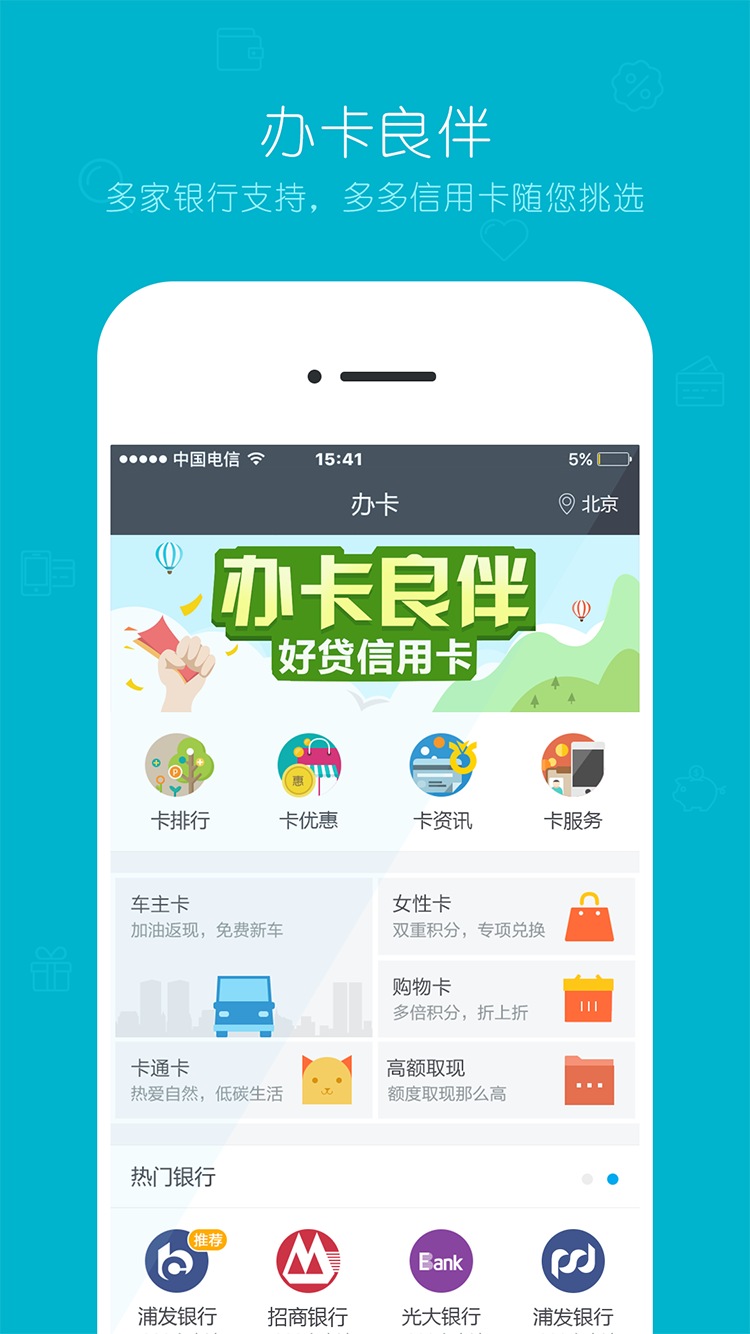 办卡良伴
多家银行支持，多多信用卡随您挑选
中国电信 15:41 5%
办卡 北京
办卡良伴
好贷信用卡
惠
卡排行 卡优惠 卡资讯 卡服务
车主卡
加油返现，免费新车
女性卡
双重积分，专项兑换
购物卡
多倍积分，折上折
卡通卡
热爱自然，低碳生活
高额取现
额度取现那么高
热门银行
推荐
Bank
浦发银行 招商银行 光大银行 浦发银行